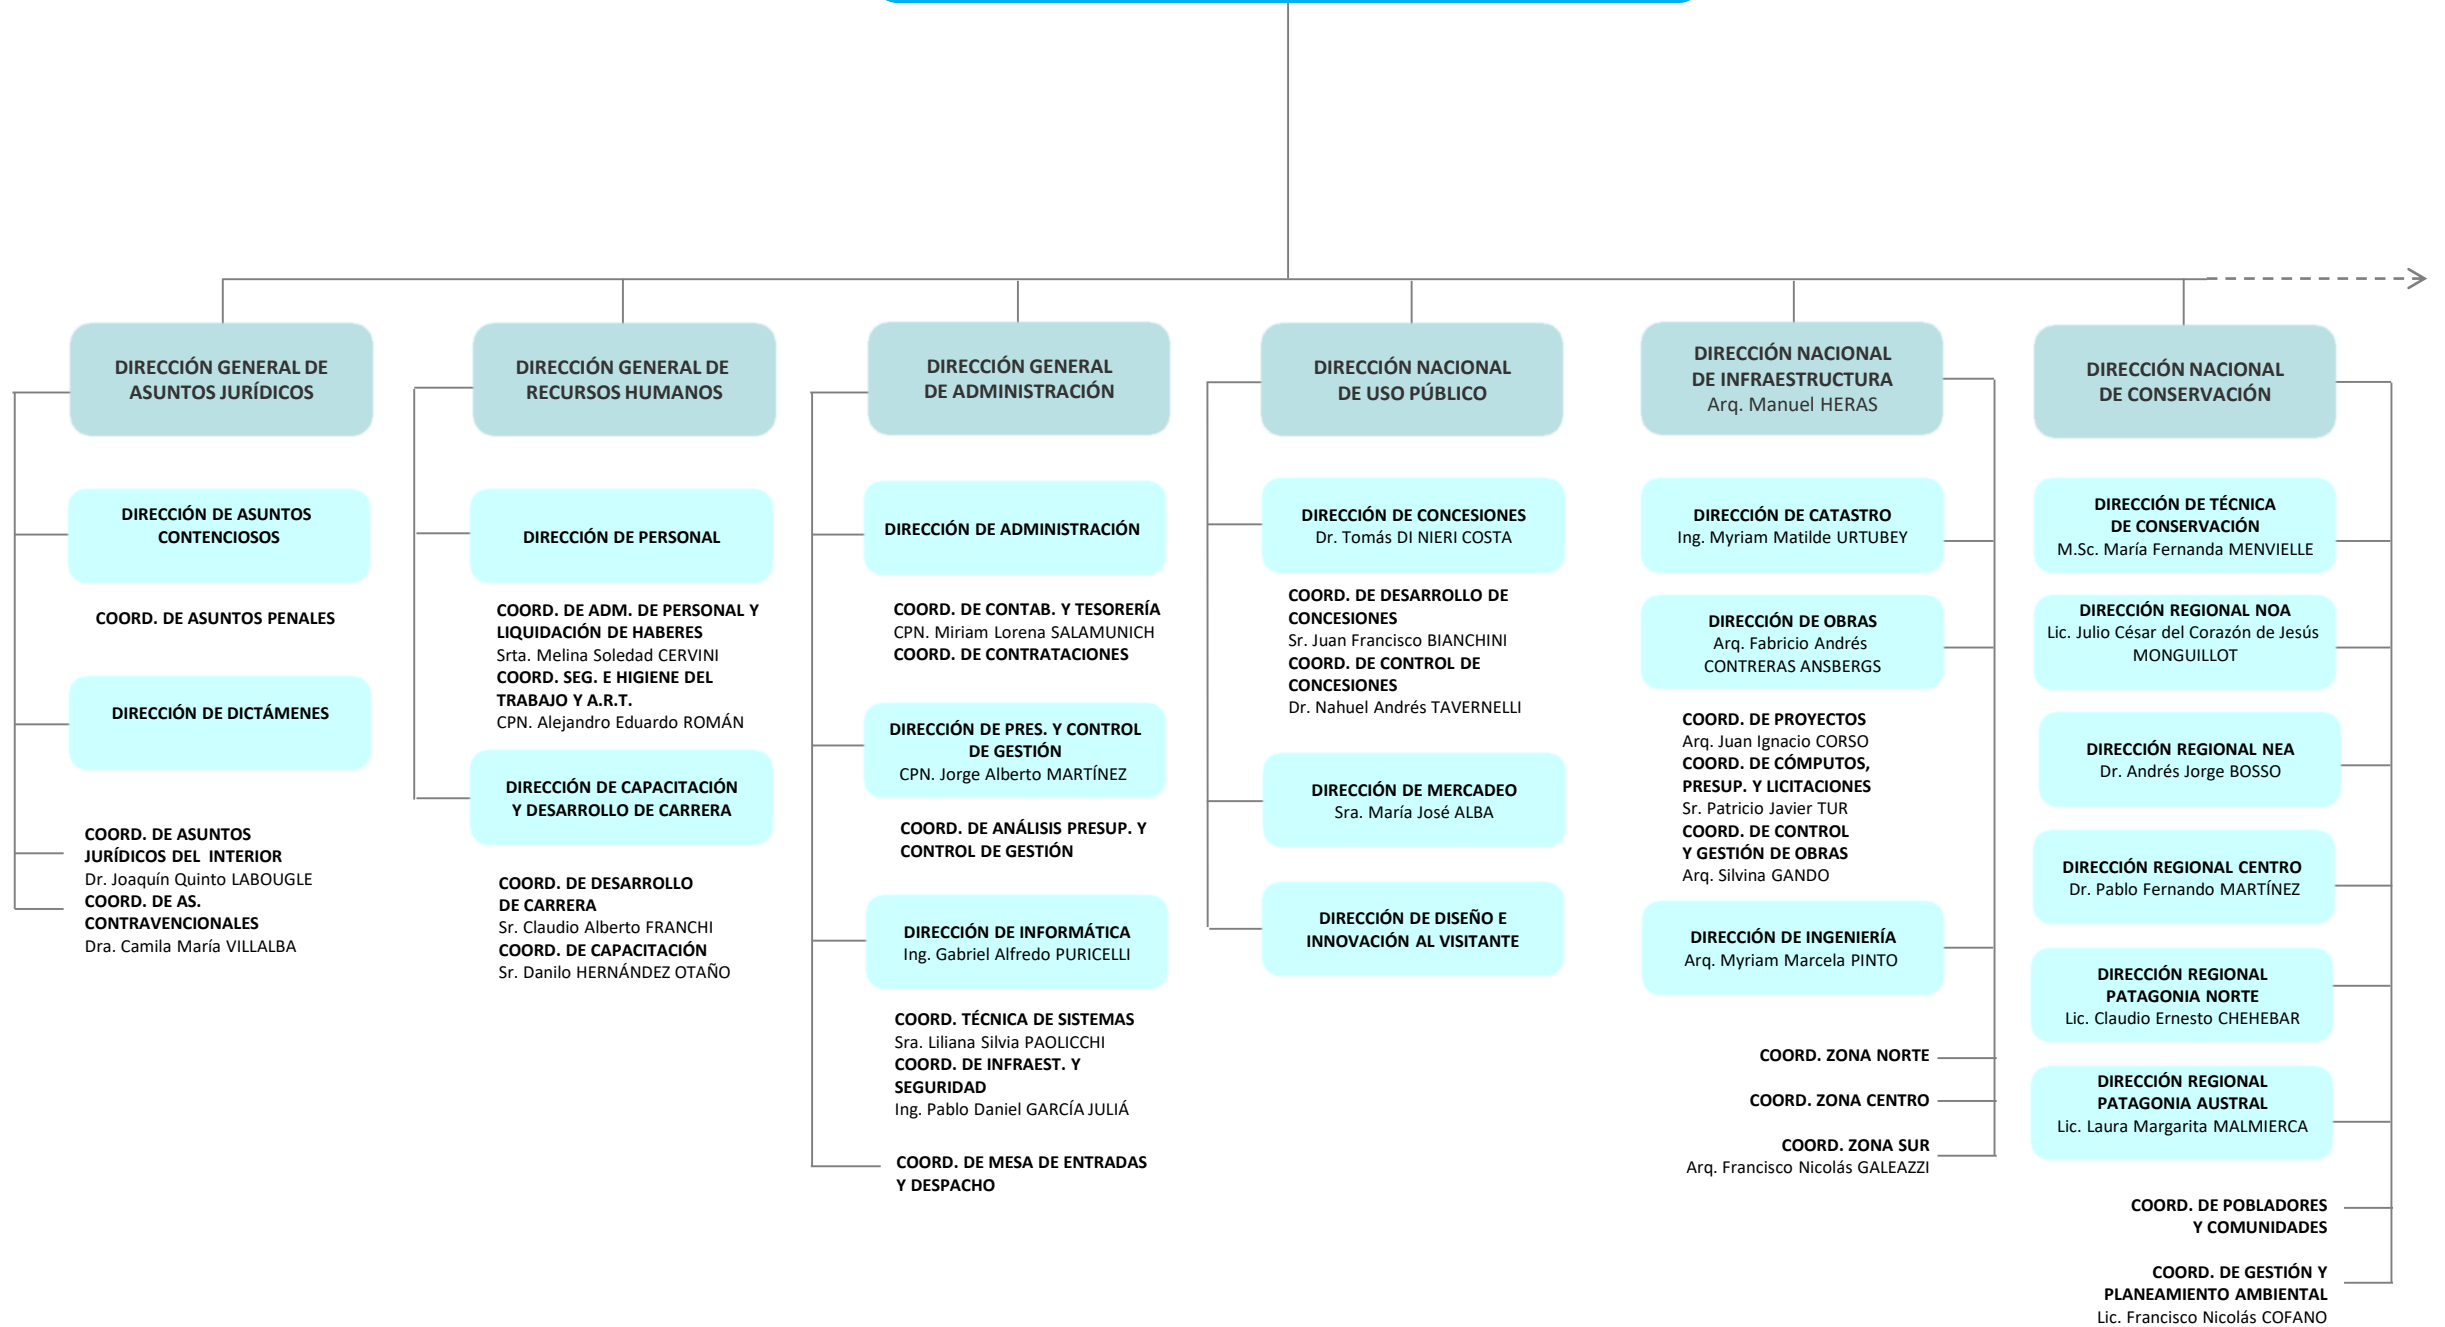 DIRECCIÓN GENERAL DE
ASUNTOS JURÍDICOS
DIRECCIÓN DE ASUNTOS
CONTENCIOSOS
COORD. DE ASUNTOS PENALES
DIRECCIÓN DE DICTÁMENES
COORD. DE ASUNTOS
JURÍDICOS DEL INTERIOR
Dr. Joaquín Quinto LABOUGLE
COORD. DE AS.
CONTRAVENCIONALES
Dra. Camila María VILLALBA
DIRECCIÓN GENERAL DE
RECURSOS HUMANOS
DIRECCIÓN DE PERSONAL
COORD. DE ADM. DE PERSONAL Y
LIQUIDACIÓN DE HABERES
Srta. Melina Soledad CERVINI
COORD. SEG. E HIGIENE DEL
TRABAJO Y A.R.T.
CPN. Alejandro Eduardo ROMÁN
DIRECCIÓN DE CAPACITACIÓN
Y DESARROLLO DE CARRERA
COORD. DE DESARROLLO
DE CARRERA
Sr. Claudio Alberto FRANCHI
COORD. DE CAPACITACIÓN
Sr. Danilo HERNÁNDEZ OTAÑO
DIRECCIÓN GENERAL
DE ADMINISTRACIÓN
DIRECCIÓN DE ADMINISTRACIÓN
COORD. DE CONTAB. Y TESORERÍA
CPN. Miriam Lorena SALAMUNICH
COORD. DE CONTRATACIONES
DIRECCIÓN DE PRES. Y CONTROL
DE GESTIÓN
CPN. Jorge Alberto MARTÍNEZ
COORD. DE ANÁLISIS PRESUP. Y
CONTROL DE GESTIÓN
DIRECCIÓN DE INFORMÁTICA
Ing. Gabriel Alfredo PURICELLI
COORD. TÉCNICA DE SISTEMAS
Sra. Liliana Silvia PAOLICCHI
COORD. DE INFRAEST. Y
SEGURIDAD
Ing. Pablo Daniel GARCÍA JULIÁ
COORD. DE MESA DE ENTRADAS
Y DESPACHO
DIRECCIÓN NACIONAL
DE USO PÚBLICO
DIRECCIÓN DE CONCESIONES
Dr. Tomás DI NIERI COSTA
COORD. DE DESARROLLO DE
CONCESIONES
Sr. Juan Francisco BIANCHINI
COORD. DE CONTROL DE
CONCESIONES
Dr. Nahuel Andrés TAVERNELLI
DIRECCIÓN DE MERCADEO
Sra. María José ALBA
DIRECCIÓN DE DISEÑO E
INNOVACIÓN AL VISITANTE
DIRECCIÓN NACIONAL
DE INFRAESTRUCTURA
Arq. Manuel HERAS
DIRECCIÓN DE CATASTRO
Ing. Myriam Matilde URTUBEY
DIRECCIÓN DE OBRAS
Arq. Fabricio Andrés
CONTRERAS ANSBERGS
COORD. DE PROYECTOS
Arq. Juan Ignacio CORSO
COORD. DE CÓMPUTOS,
PRESUP. Y LICITACIONES
Sr. Patricio Javier TUR
COORD. DE CONTROL
Y GESTIÓN DE OBRAS
Arq. Silvina GANDO
DIRECCIÓN DE INGENIERÍA
Arq. Myriam Marcela PINTO
COORD. ZONA NORTE
COORD. ZONA CENTRO
COORD. ZONA SUR
Arq. Francisco Nicolás GALEAZZI
DIRECCIÓN NACIONAL
DE CONSERVACIÓN
DIRECCIÓN DE TÉCNICA
DE CONSERVACIÓN
M.Sc. María Fernanda MENVIELLE
DIRECCIÓN REGIONAL NOA
Lic. Julio César del Corazón de Jesús
MONGUILLOT
DIRECCIÓN REGIONAL NEA
Dr. Andrés Jorge BOSSO
DIRECCIÓN REGIONAL CENTRO
Dr. Pablo Fernando MARTÍNEZ
DIRECCIÓN REGIONAL
PATAGONIA NORTE
Lic. Claudio Ernesto CHEHEBAR
DIRECCIÓN REGIONAL
PATAGONIA AUSTRAL
Lic. Laura Margarita MALMIERCA
COORD. DE POBLADORES
Y COMUNIDADES
COORD. DE GESTIÓN Y
PLANEAMIENTO AMBIENTAL
Lic. Francisco Nicolás COFANO